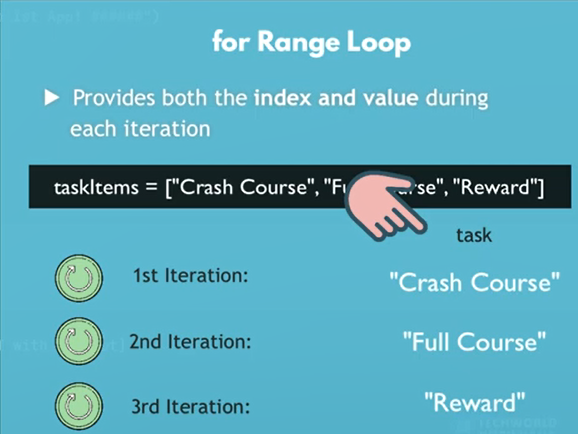 for Range Loop
▶ Provides both the index and value during
each iteration
taskItems = ["Crash Course", "Fu rse", "Reward"]
task
1st Iteration: "Crash Course"
2nd Iteration: "Full Course"
3rd Iteration: "Reward"
TECHWORLD